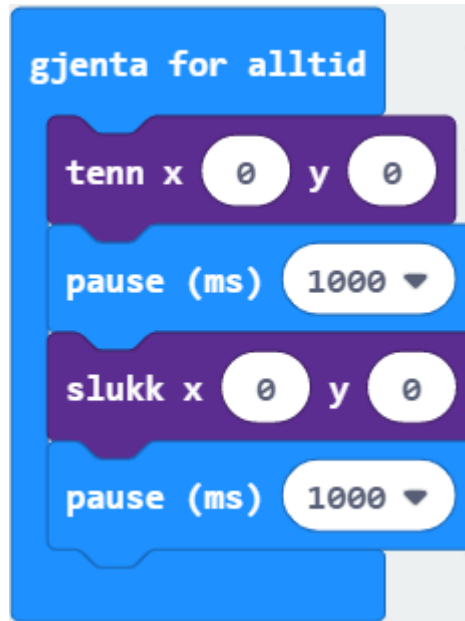 gjenta for alltid
tenn x 0 y 0
pause (ms) 1000
slukk x 0 y 0
pause (ms) 1000